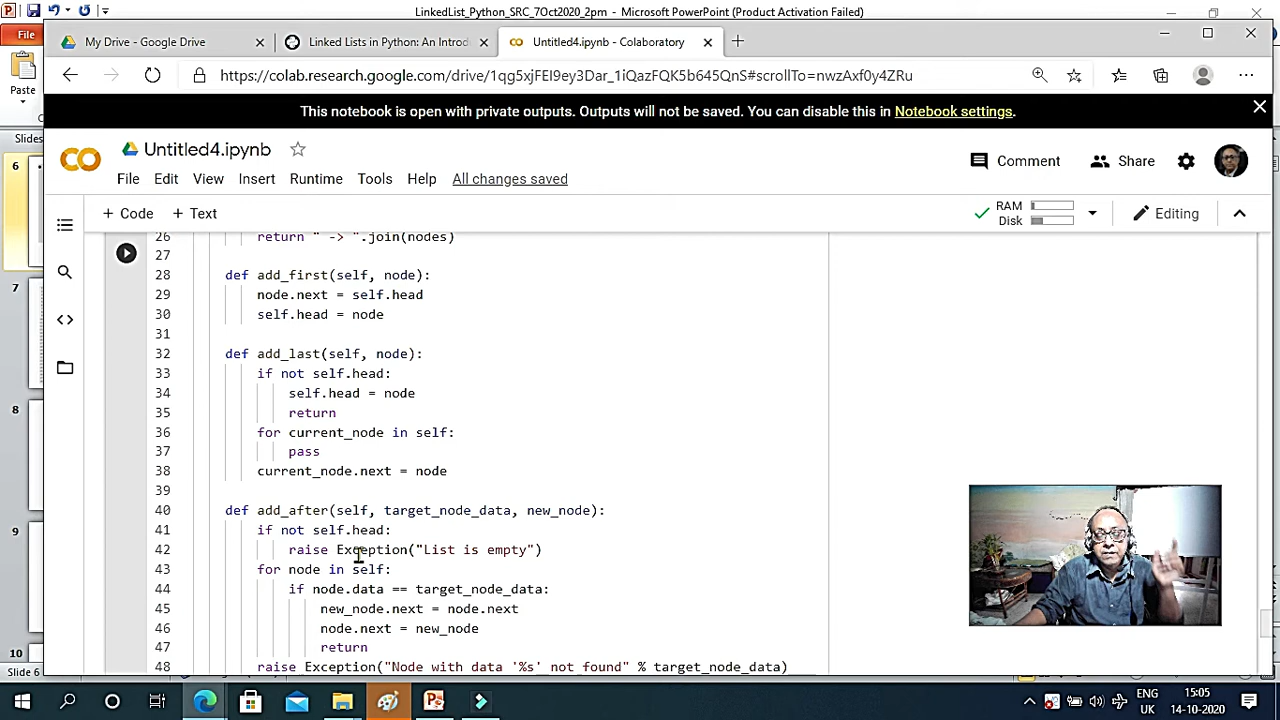 LinkedList_Python_SRC_7Oct2020_2pm - Microsoft PowerPoint (Product Activation Failed)
File
My Drive - Google Drive
Linked Lists in Python: An Introd
Untitled4.ipynb - Colaboratory
https://colab.research.google.com/drive/1qg5xjFEI9ey3Dar_1iQazFQK5b645QnS#scrollTo=nwzAxf0y4ZRu
Paste
This notebook is open with private outputs. Outputs will not be saved. You can disable this in Notebook settings.
Slides
Untitled4.ipynb
Comment
Share
File Edit View Insert Runtime Tools Help All changes saved
+ Code + Text
RAM
Disk
Editing
6
7
8
9
10
26 return " -> ".join(nodes)
27
28 def add_first(self, node):
29 node.next = self.head
30 self.head = node
31
32 def add_last(self, node):
33 if not self.head:
34 self.head = node
35 return
36 for current_node in self:
37 pass
38 current_node.next = node
39
40 def add_after(self, target_node_data, new_node):
41 if not self.head:
42 raise Exception("List is empty")
43 for node in self:
44 if node.data == target_node_data:
45 new_node.next = node.next
46 node.next = new_node
47 return
48 raise Exception("Node with data '%s' not found" % target_node_data)
Slide 6
ENG
UK
15:05
14-10-2020